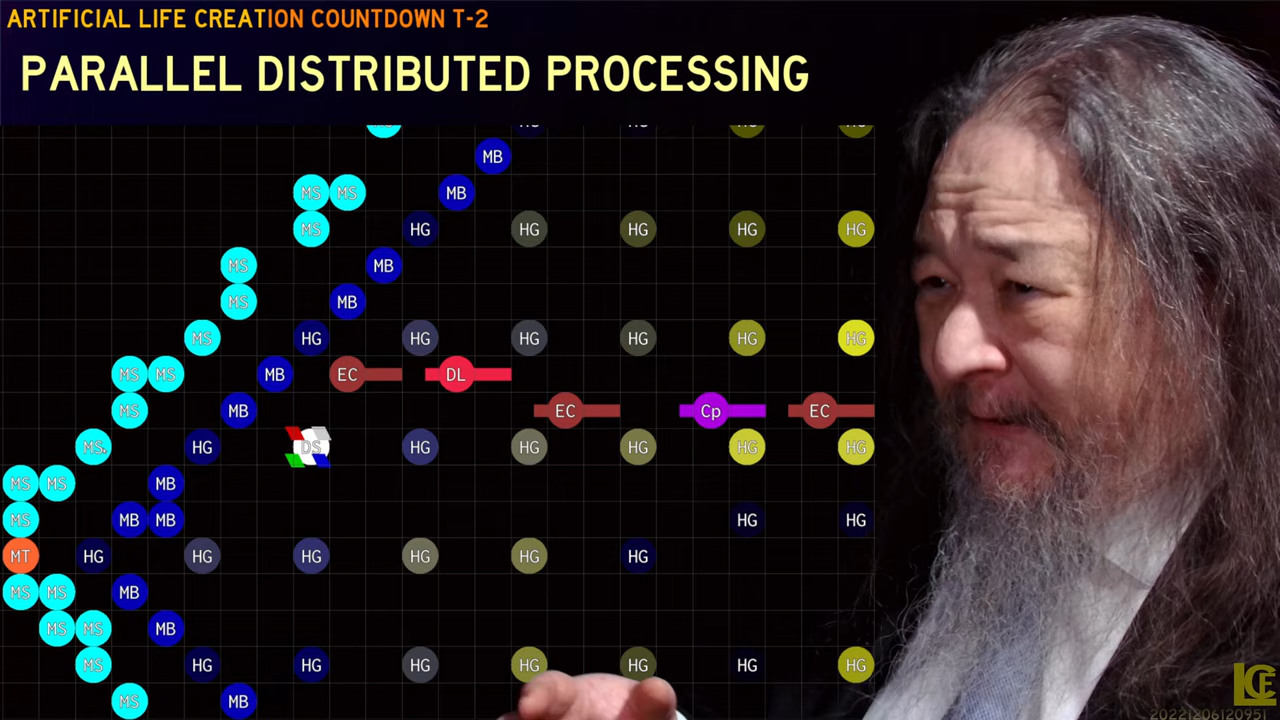 ARTIFICIAL LIFE CREATION COUNTDOWN T-2
PARALLEL DISTRIBUTED PROCESSING
MB
MS MS MB
MS HG HG HG HG HG
MS MB
MS MB
MS HG HG HG HG HG HG
MS MS MB EC DL
MS MB EC Cp EC
MS. HG DS HG HG HG HG HG
MS MS MB
MS MB MB HG HG
MT HG HG HG HG HG HG
MS MS MB
MS MS MB
MS HG HG HG HG HG HG HG
MS MB
20221206120951